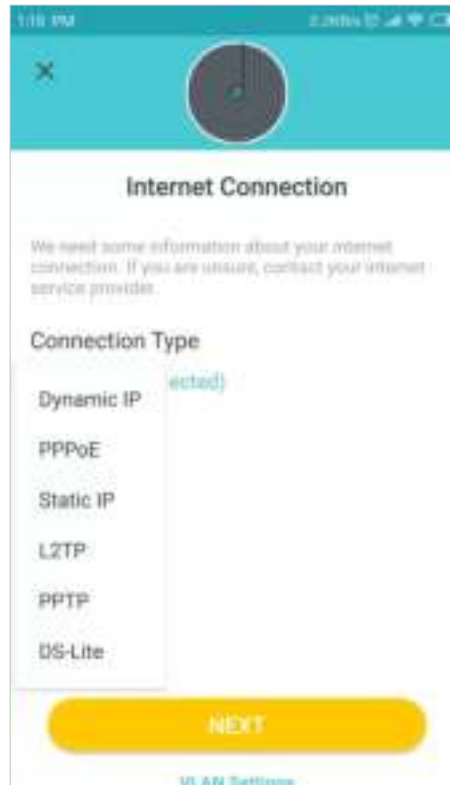 1:18 PM
Internet Connection
We need some information about your internet
connection. If you are unsure, contact your internet
service provider.
Connection Type
ected)
Dynamic IP
PPPoE
Static IP
L2TP
PPTP
DS-Lite
NEXT
VLAN Settings